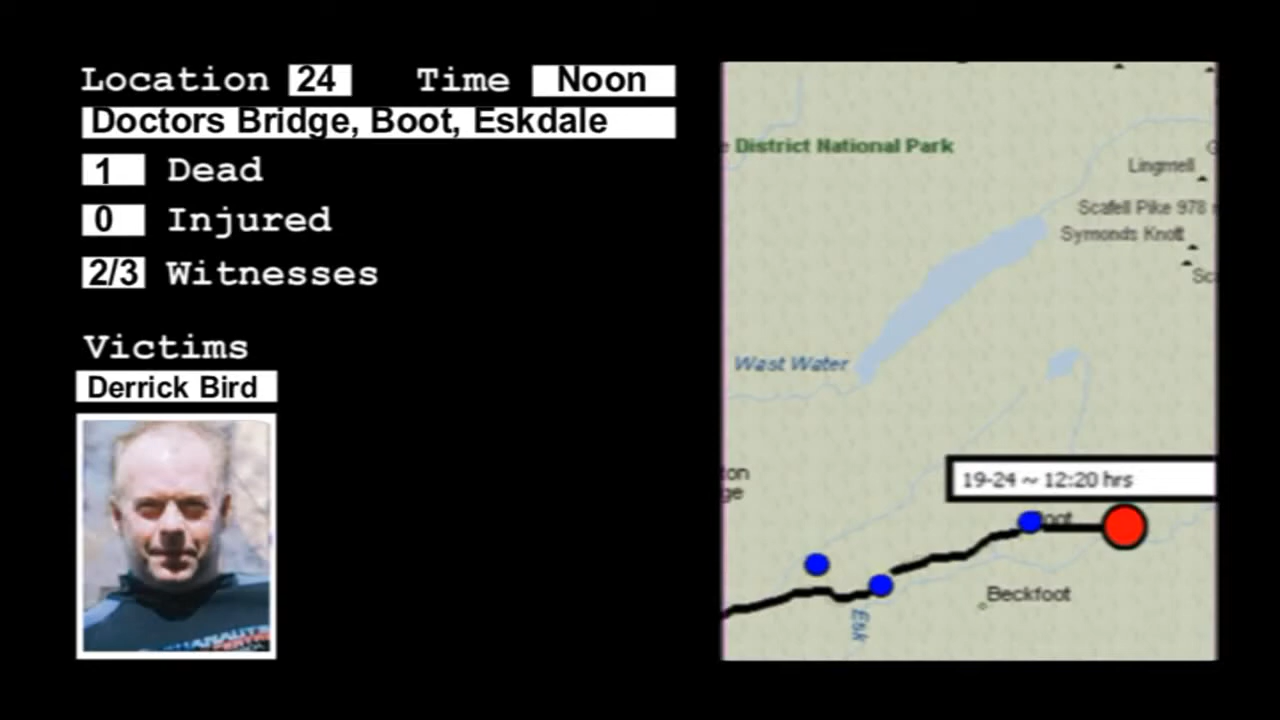 Location 24 Time Noon
Doctors Bridge, Boot, Eskdale
1 Dead
0 Injured
2/3 Witnesses
Victims
Derrick Bird
District National Park
Lingmell
Scafell Pike 978
Symonds Knott
Wast Water
19-24 ~ 12:20 hrs
Beckfoot
Esk